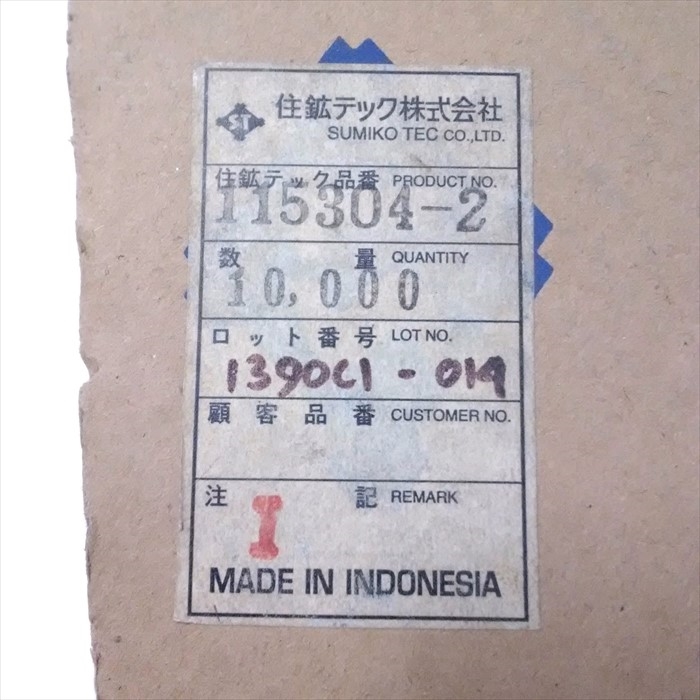 ST
住鉱テック株式会社
SUMIKO TEC CO.,LTD.
住鉱テック品番 PRODUCT NO.
115304-2
数量 QUANTITY
10,000
ロット番号 LOT NO.
1390C1-019
顧客品番 CUSTOMER NO.
注記 REMARK
I
MADE IN INDONESIA